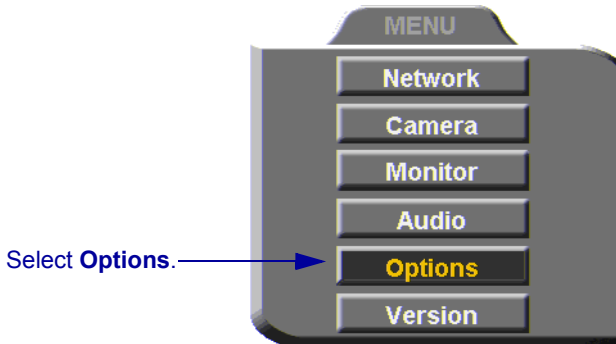 MENU
Network
Camera
Monitor
Audio
Select Options.
Options
Version